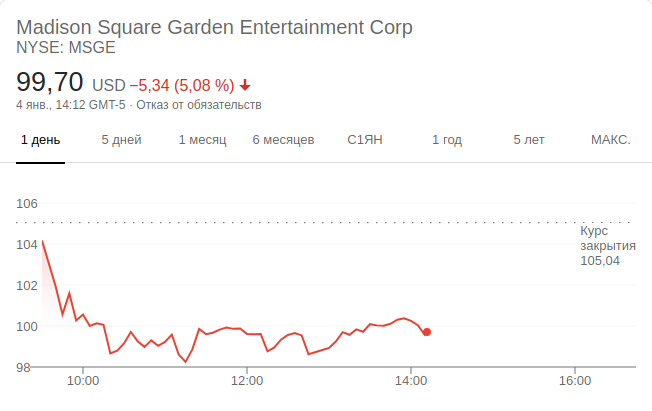 Madison Square Garden Entertainment Corp
NYSE: MSGE
99,70 USD −5,34 (5,08 %)
4 янв., 14:12 GMT-5 · Отказ от обязательств
1 день 5 дней 1 месяц 6 месяцев С1ЯН 1 год 5 лет МАКС.
106
Курс
104 закрытия
105,04
102
100
98
10:00 12:00 14:00 16:00